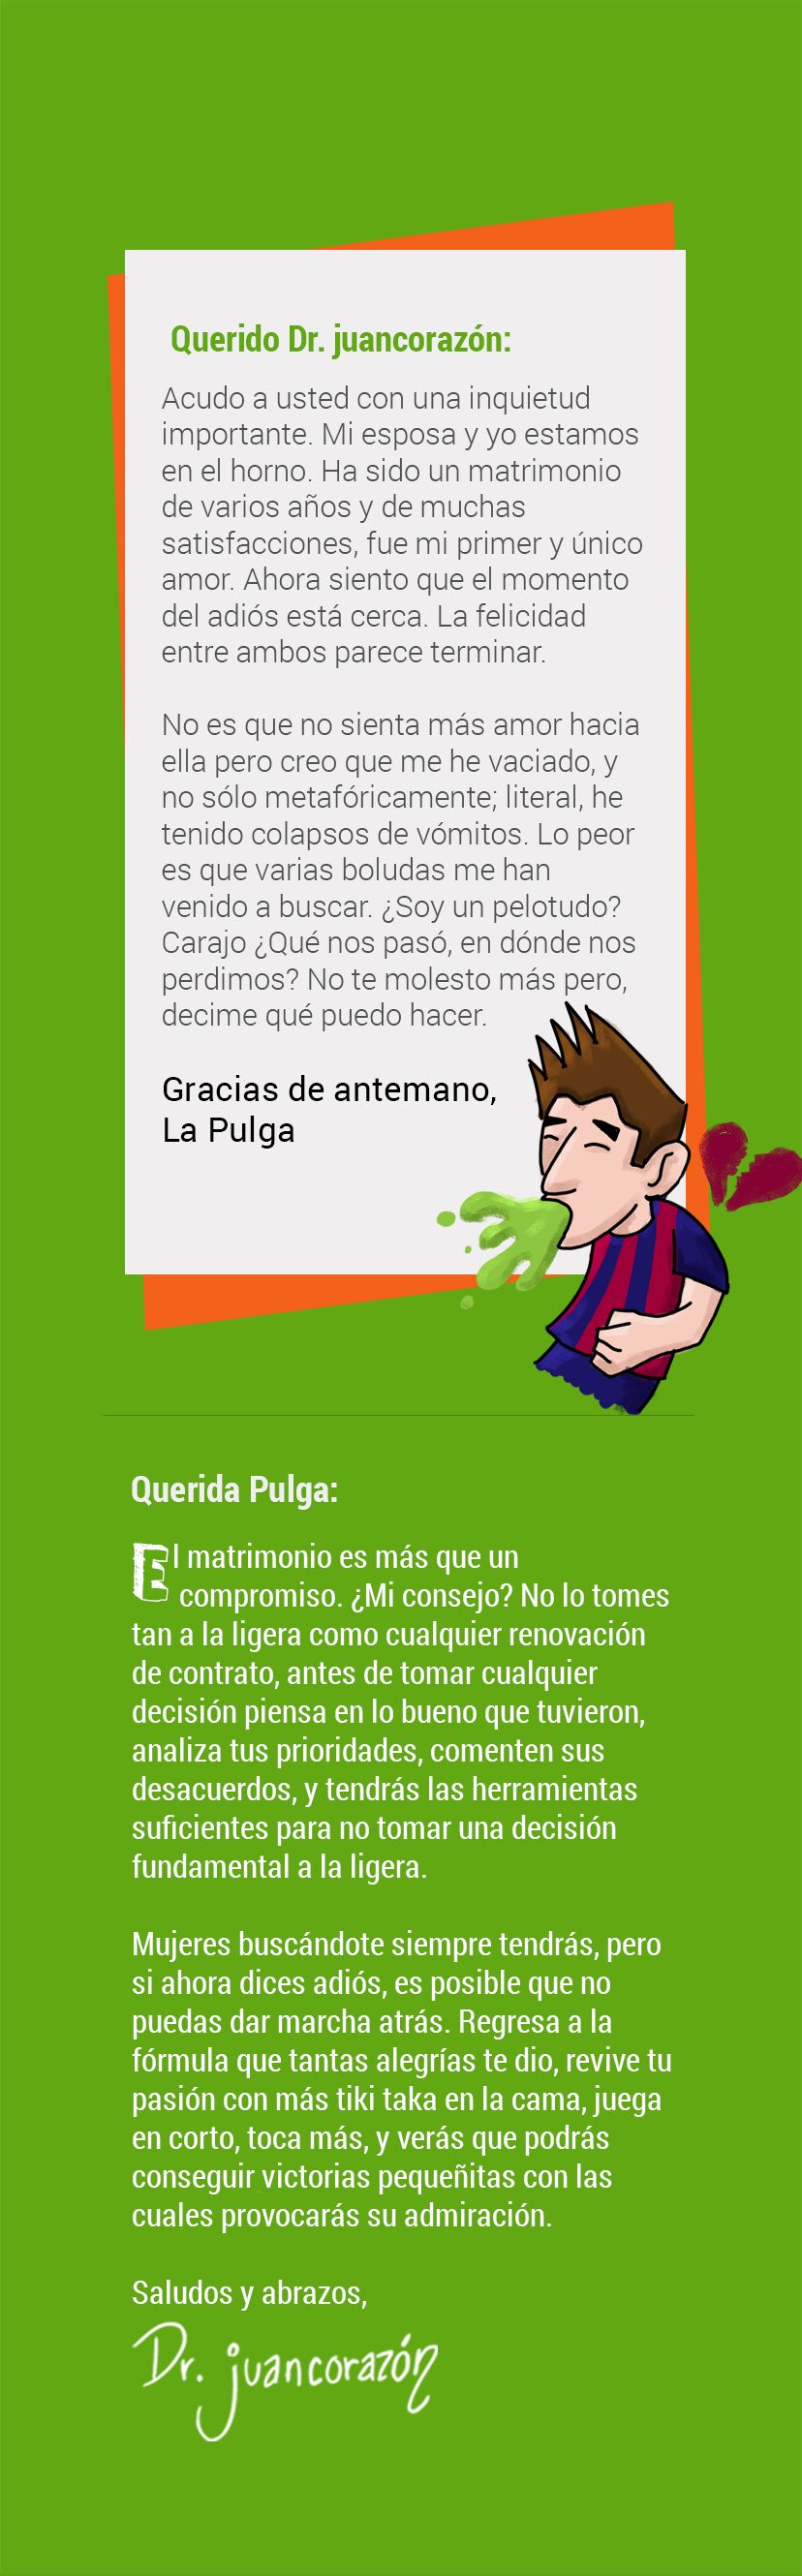 Querido Dr. juancorazón:
Acudo a usted con una inquietud
importante. Mi esposa y yo estamos
en el horno. Ha sido un matrimonio
de varios años y de muchas
satisfacciones, fue mi primer y único
amor. Ahora siento que el momento
del adiós está cerca. La felicidad
entre ambos parece terminar.
No es que no sienta más amor hacia
ella pero creo que me he vaciado, y
no sólo metafóricamente; literal, he
tenido colapsos de vómitos. Lo peor
es que varias boludas me han
venido a buscar. ¿Soy un pelotudo?
Carajo ¿Qué nos pasó, en dónde nos
perdimos? No te molesto más pero,
decime qué puedo hacer.
Gracias de antemano,
La Pulga
Querida Pulga:
El matrimonio es más que un
compromiso. ¿Mi consejo? No lo tomes
tan a la ligera como cualquier renovación
de contrato, antes de tomar cualquier
decisión piensa en lo bueno que tuvieron,
analiza tus prioridades, comenten sus
desacuerdos, y tendrás las herramientas
suficientes para no tomar una decisión
fundamental a la ligera.
Mujeres buscándote siempre tendrás, pero
si ahora dices adiós, es posible que no
puedas dar marcha atrás. Regresa a la
fórmula que tantas alegrías te dio, revive tu
pasión con más tiki taka en la cama, juega
en corto, toca más, y verás que podrás
conseguir victorias pequeñitas con las
cuales provocarás su admiración.
Saludos y abrazos,
Dr. juancorazón